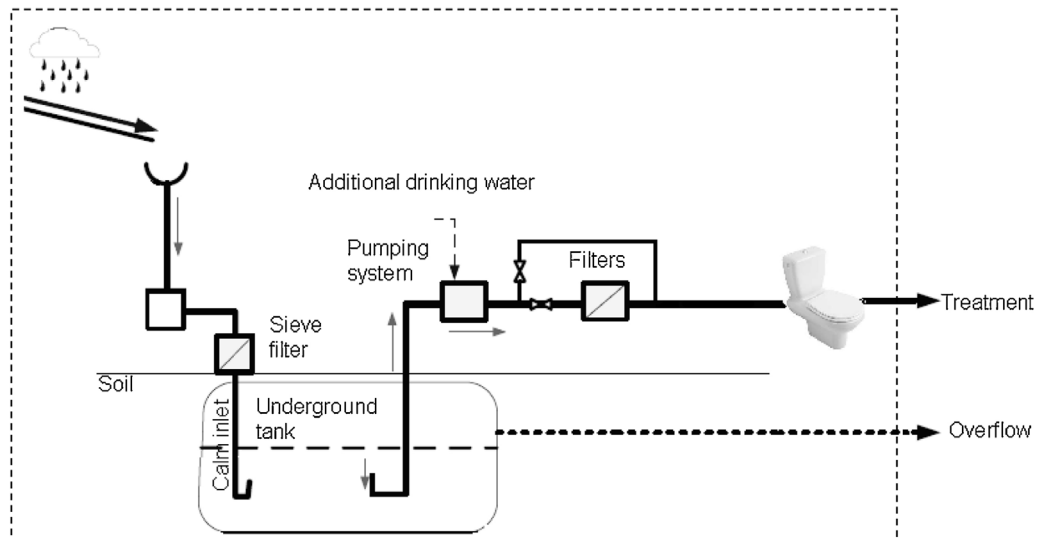 Additional drinking water
Pumping
system
Filters
Treatment
Sieve
filter
Soil
Calm inlet
Underground
tank
Overflow